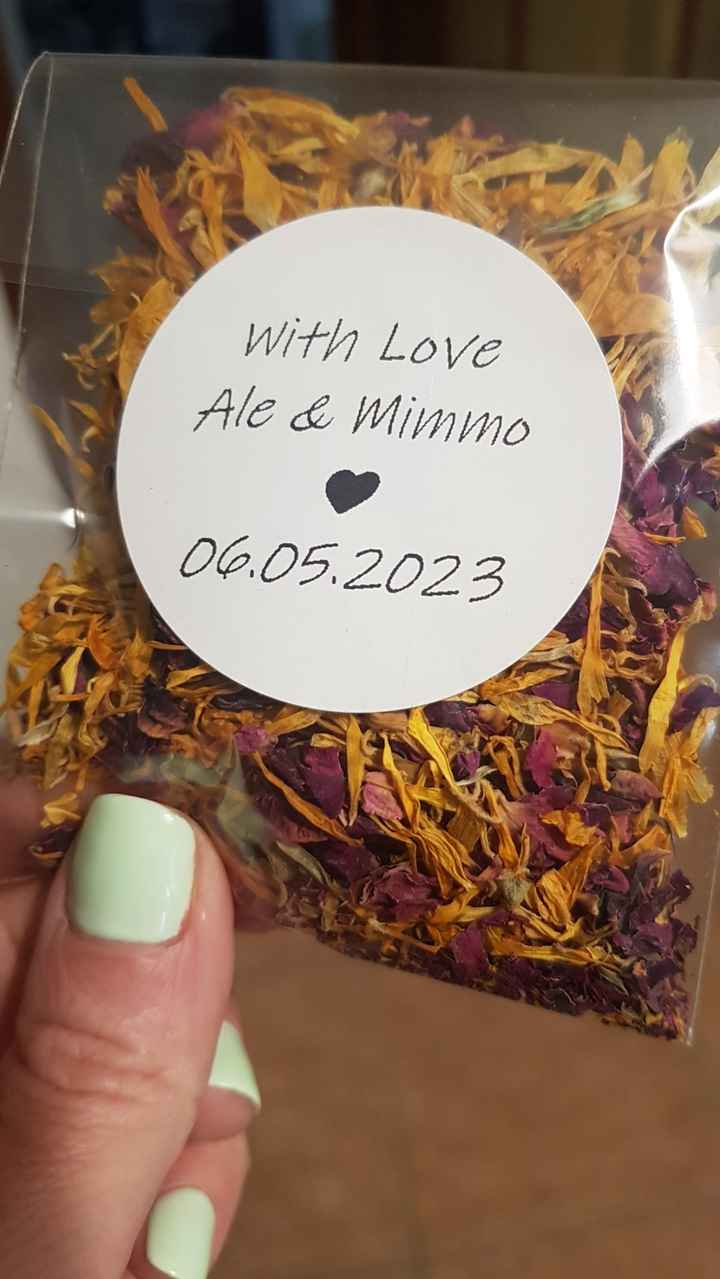 With Love
Ale & Mimmo
♥
06.05.2023